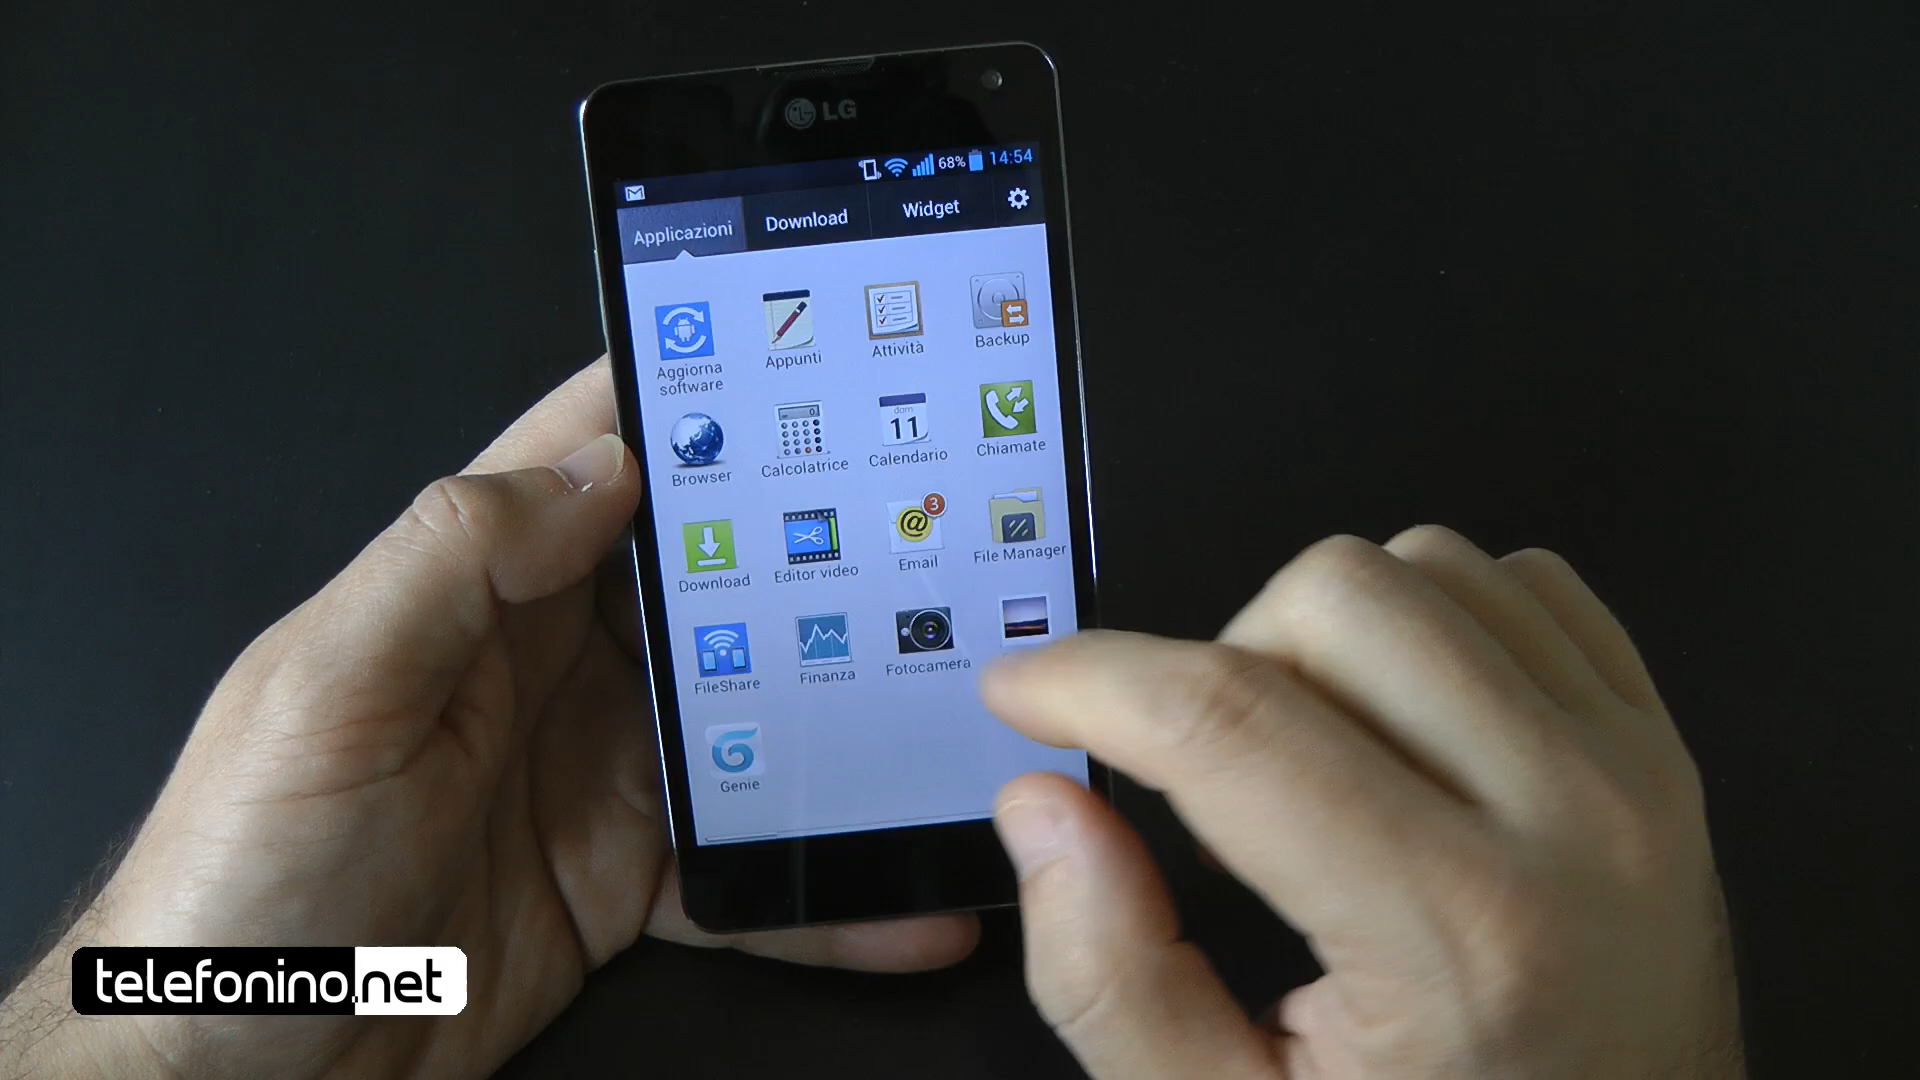 LG
68% 14:54
Applicazioni Download Widget
Aggiorna software
Appunti
Attività
Backup
Browser
Calcolatrice
dom
11
Calendario
Chiamate
Download
Editor video
3
@
Email
File Manager
FileShare
Finanza
Fotocamera
Genie
telefonino.net